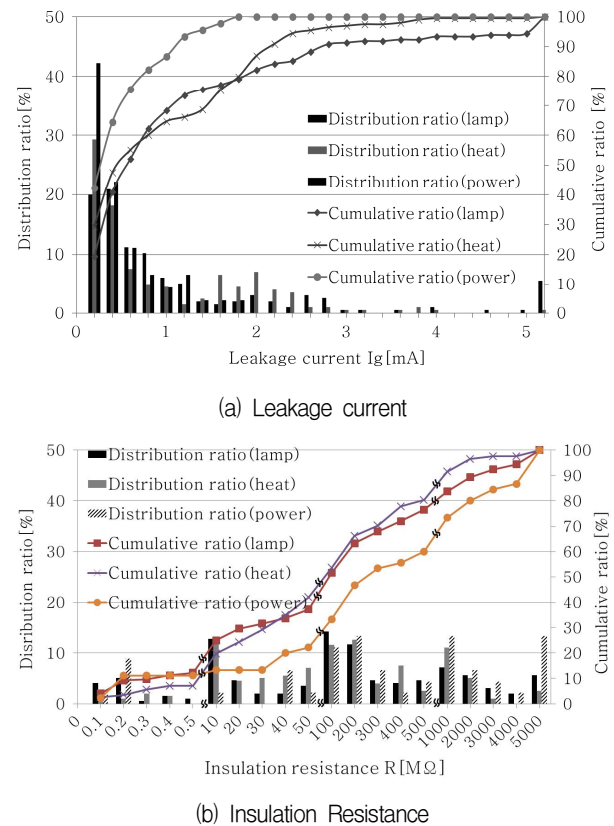 50
40
30
20
10
0
Distribution ratio[%]
100
90
80
70
60
50
40
30
20
10
0
Cumulative ratio[%]
Distribution ratio(lamp)
Distribution ratio(heat)
Distribution ratio(power)
Cumulative ratio(lamp)
Cumulative ratio(heat)
Cumulative ratio(power)
0 1 2 3 4 5
Leakage current Ig[mA]
(a) Leakage current
50
40
30
20
10
0
Disrribution ratio[%]
100
90
80
70
60
50
40
30
20
10
0
Cumulative ratio[%]
Distribution ratio(lamp)
Distribution ratio(heat)
Distribution ratio(power)
Cumulative ratio(lamp)
Cumulative ratio(heat)
Cumulative ratio(power)
0 0.1 0.2 0.3 0.4 0.5 10 20 30 40 50 100 200 300 400 500 1000 2000 3000 4000 5000
Insulation resistance R[MΩ]
(b) Insulation Resistance